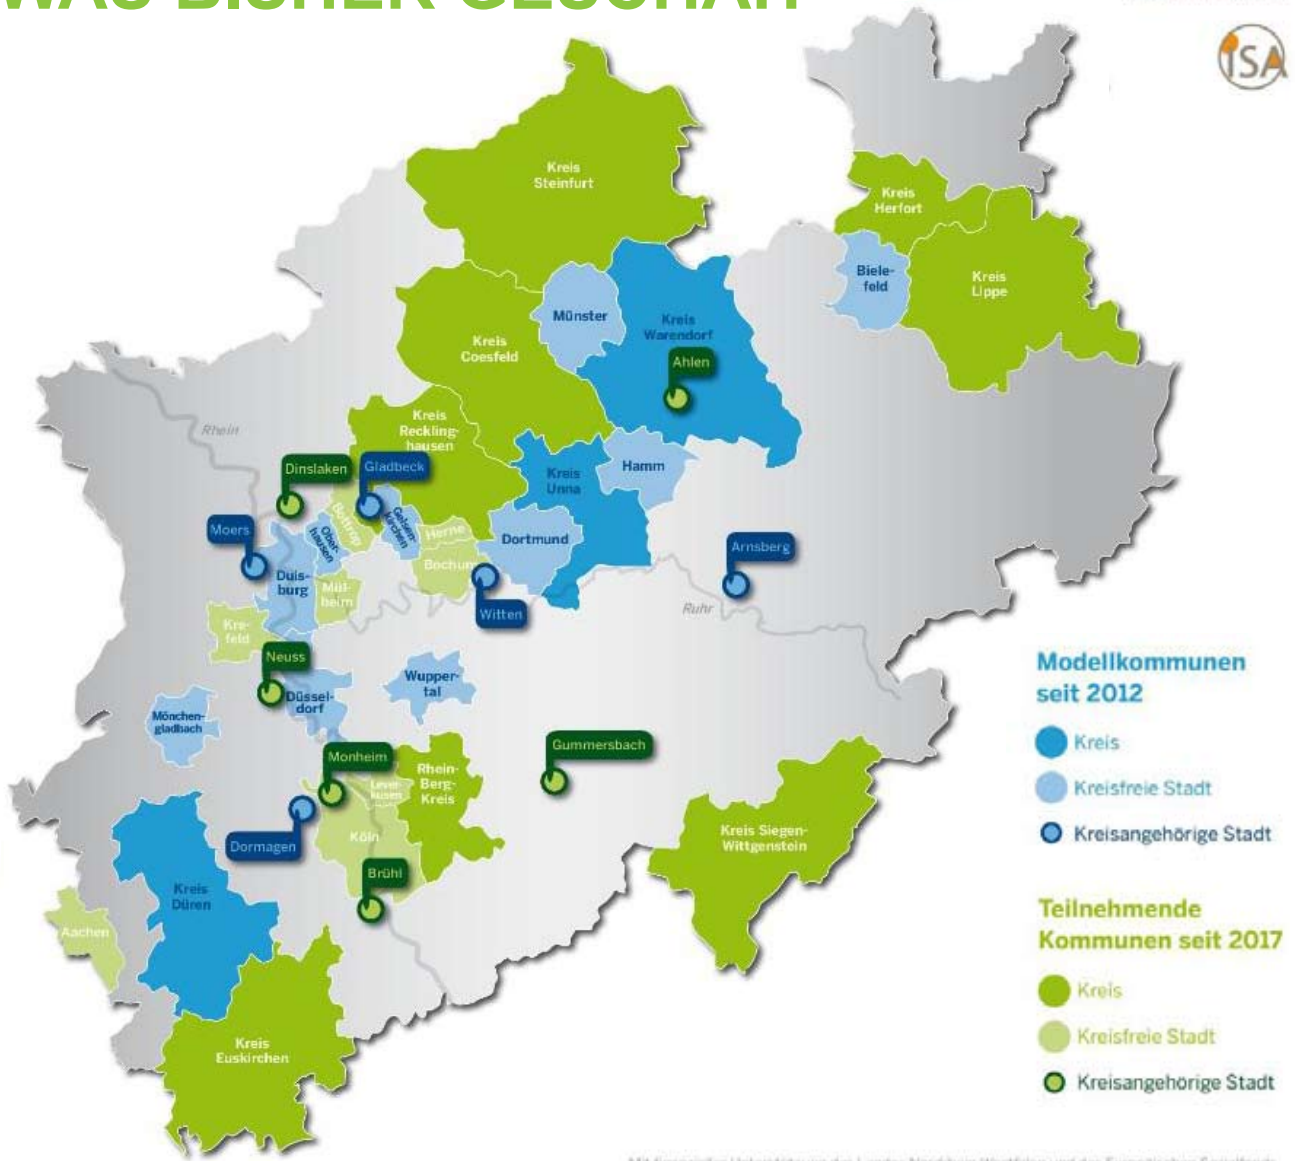 WAS BISHER GESCHAH
ISA
Kreis
Steinfurt
Kreis
Herfort
Kreis
Lippe
Biele-
feld
Münster
Kreis
Warendorf
Ahlen
Kreis
Coesfeld
Kreis
Reckling-
hausen
Rhein
Dinslaken
Gladbeck
Kreis
Unna
Hamm
Moers
Ober-
hausen
Bottrop
Gelsen-
kirchen
Herne
Dortmund
Bochum
Arnsberg
Duis-
burg
Mül-
heim
Witten
Ruhr
Kre-
feld
Neuss
Düssel-
dorf
Wupper-
tal
Mönchen-
gladbach
Monheim
Gummersbach
Lever-
kusen
Rhein-
Berg-
Kreis
Köln
Dormagen
Brühl
Kreis Siegen-
Wittgenstein
Kreis
Düren
Aachen
Kreis
Euskirchen
Modellkommunen
seit 2012
Kreis
Kreisfreie Stadt
Kreisangehörige Stadt
Teilnehmende
Kommunen seit 2017
Kreis
Kreisfreie Stadt
Kreisangehörige Stadt